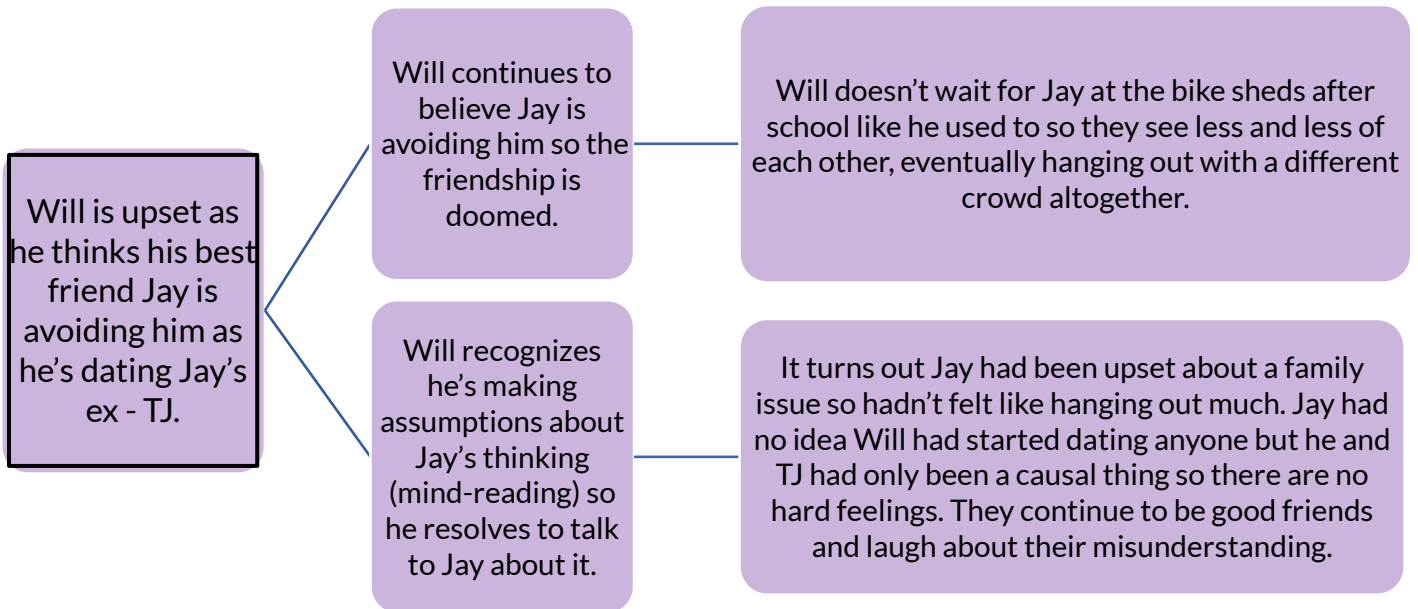 Will is upset as
he thinks his best
friend Jay is
avoiding him as
he’s dating Jay’s
ex - TJ.
Will continues to
believe Jay is
avoiding him so the
friendship is
doomed.
Will doesn’t wait for Jay at the bike sheds after
school like he used to so they see less and less of
each other, eventually hanging out with a different
crowd altogether.
Will recognizes
he’s making
assumptions about
Jay’s thinking
(mind-reading) so
he resolves to talk
to Jay about it.
It turns out Jay had been upset about a family
issue so hadn’t felt like hanging out much. Jay had
no idea Will had started dating anyone but he and
TJ had only been a causal thing so there are no
hard feelings. They continue to be good friends
and laugh about their misunderstanding.